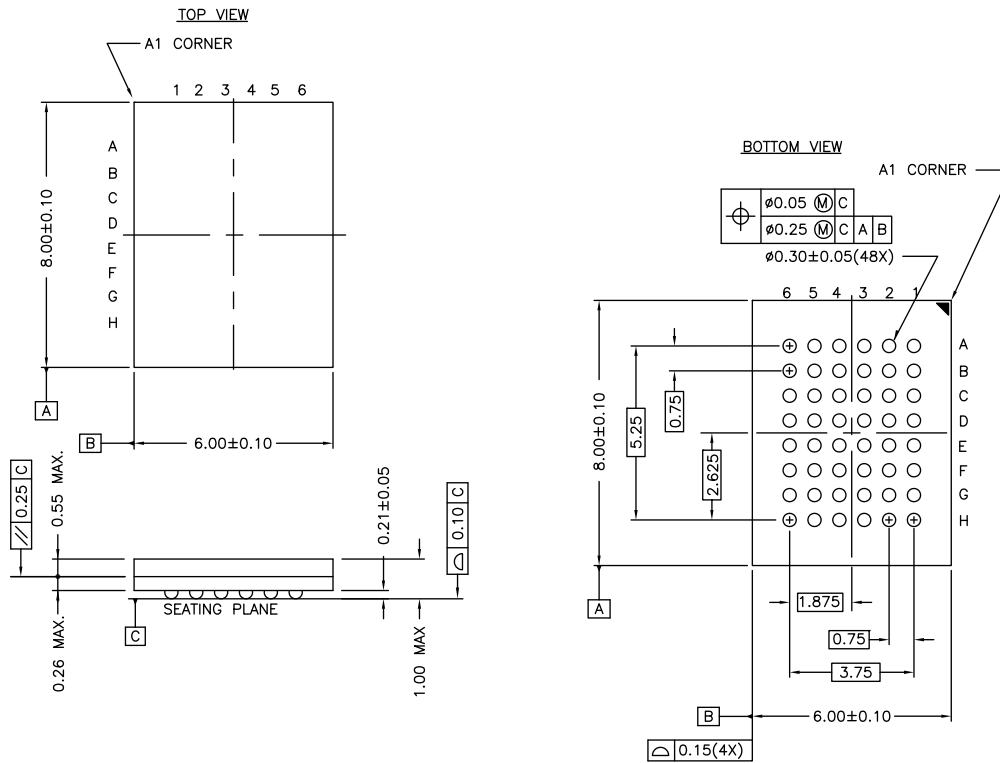 TOP VIEW
A1 CORNER
1 2 3 4 5 6
A
B
C
D
E
F
G
H
8.00±0.10
A
B
6.00±0.10
// 0.25 C
0.55 MAX.
0.21±0.05
⌓ 0.10 C
SEATING PLANE
C
0.26 MAX.
1.00 MAX
BOTTOM VIEW
A1 CORNER
⌖ ø0.05 Ⓜ C
ø0.25 Ⓜ C A B
ø0.30±0.05(48X)
6 5 4 3 2 1
A
B
C
D
E
F
G
H
8.00±0.10
5.25
0.75
2.625
A
1.875
0.75
3.75
B
6.00±0.10
⌓ 0.15(4X)